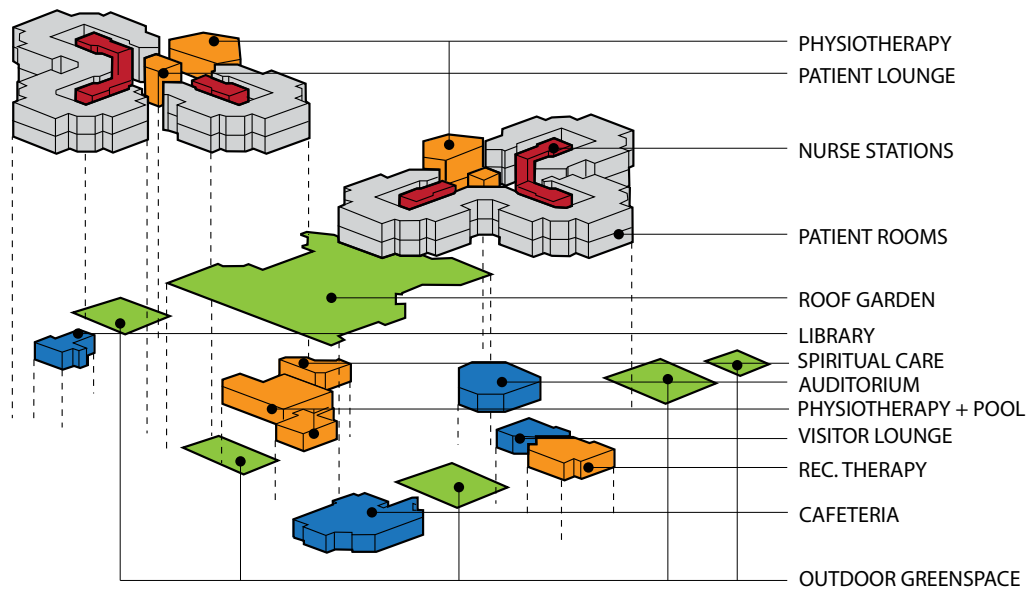 PHYSIOTHERAPY
PATIENT LOUNGE
NURSE STATIONS
PATIENT ROOMS
ROOF GARDEN
LIBRARY
SPIRITUAL CARE
AUDITORIUM
PHYSIOTHERAPY + POOL
VISITOR LOUNGE
REC. THERAPY
CAFETERIA
OUTDOOR GREENSPACE